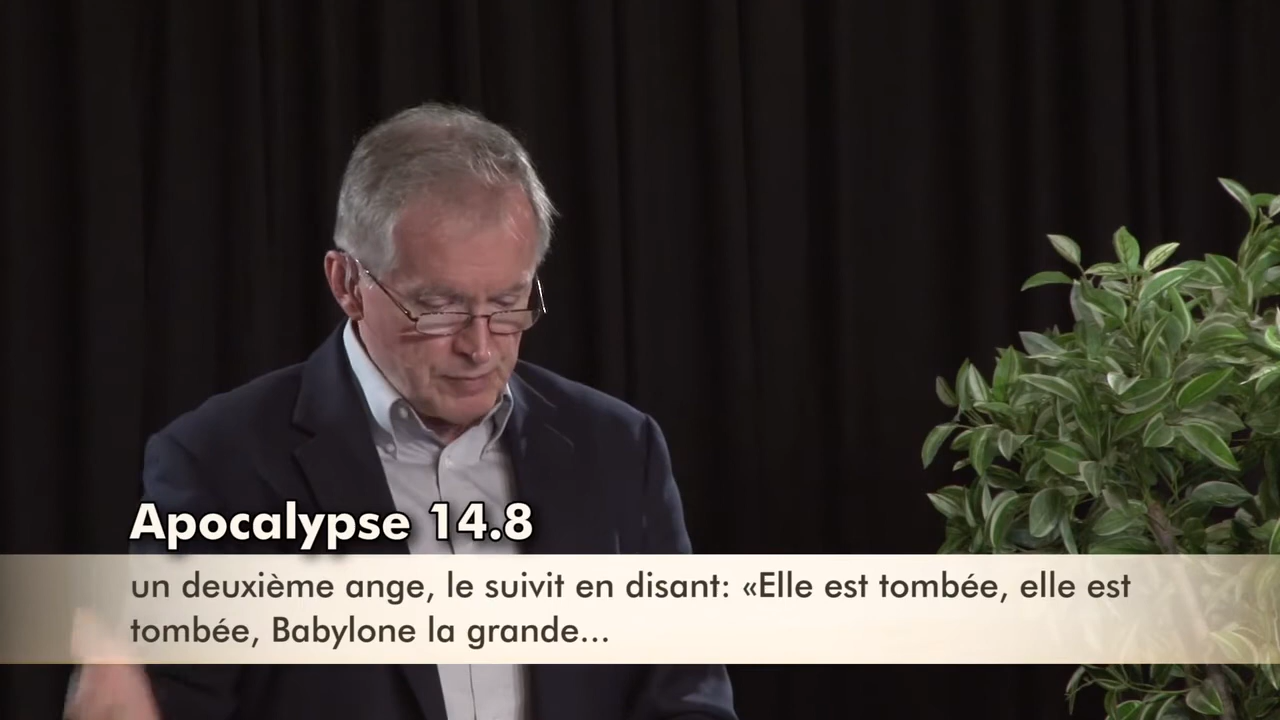 Apocalypse 14.8
un deuxième ange, le suivit en disant: «Elle est tombée, elle est
tombée, Babylone la grande...